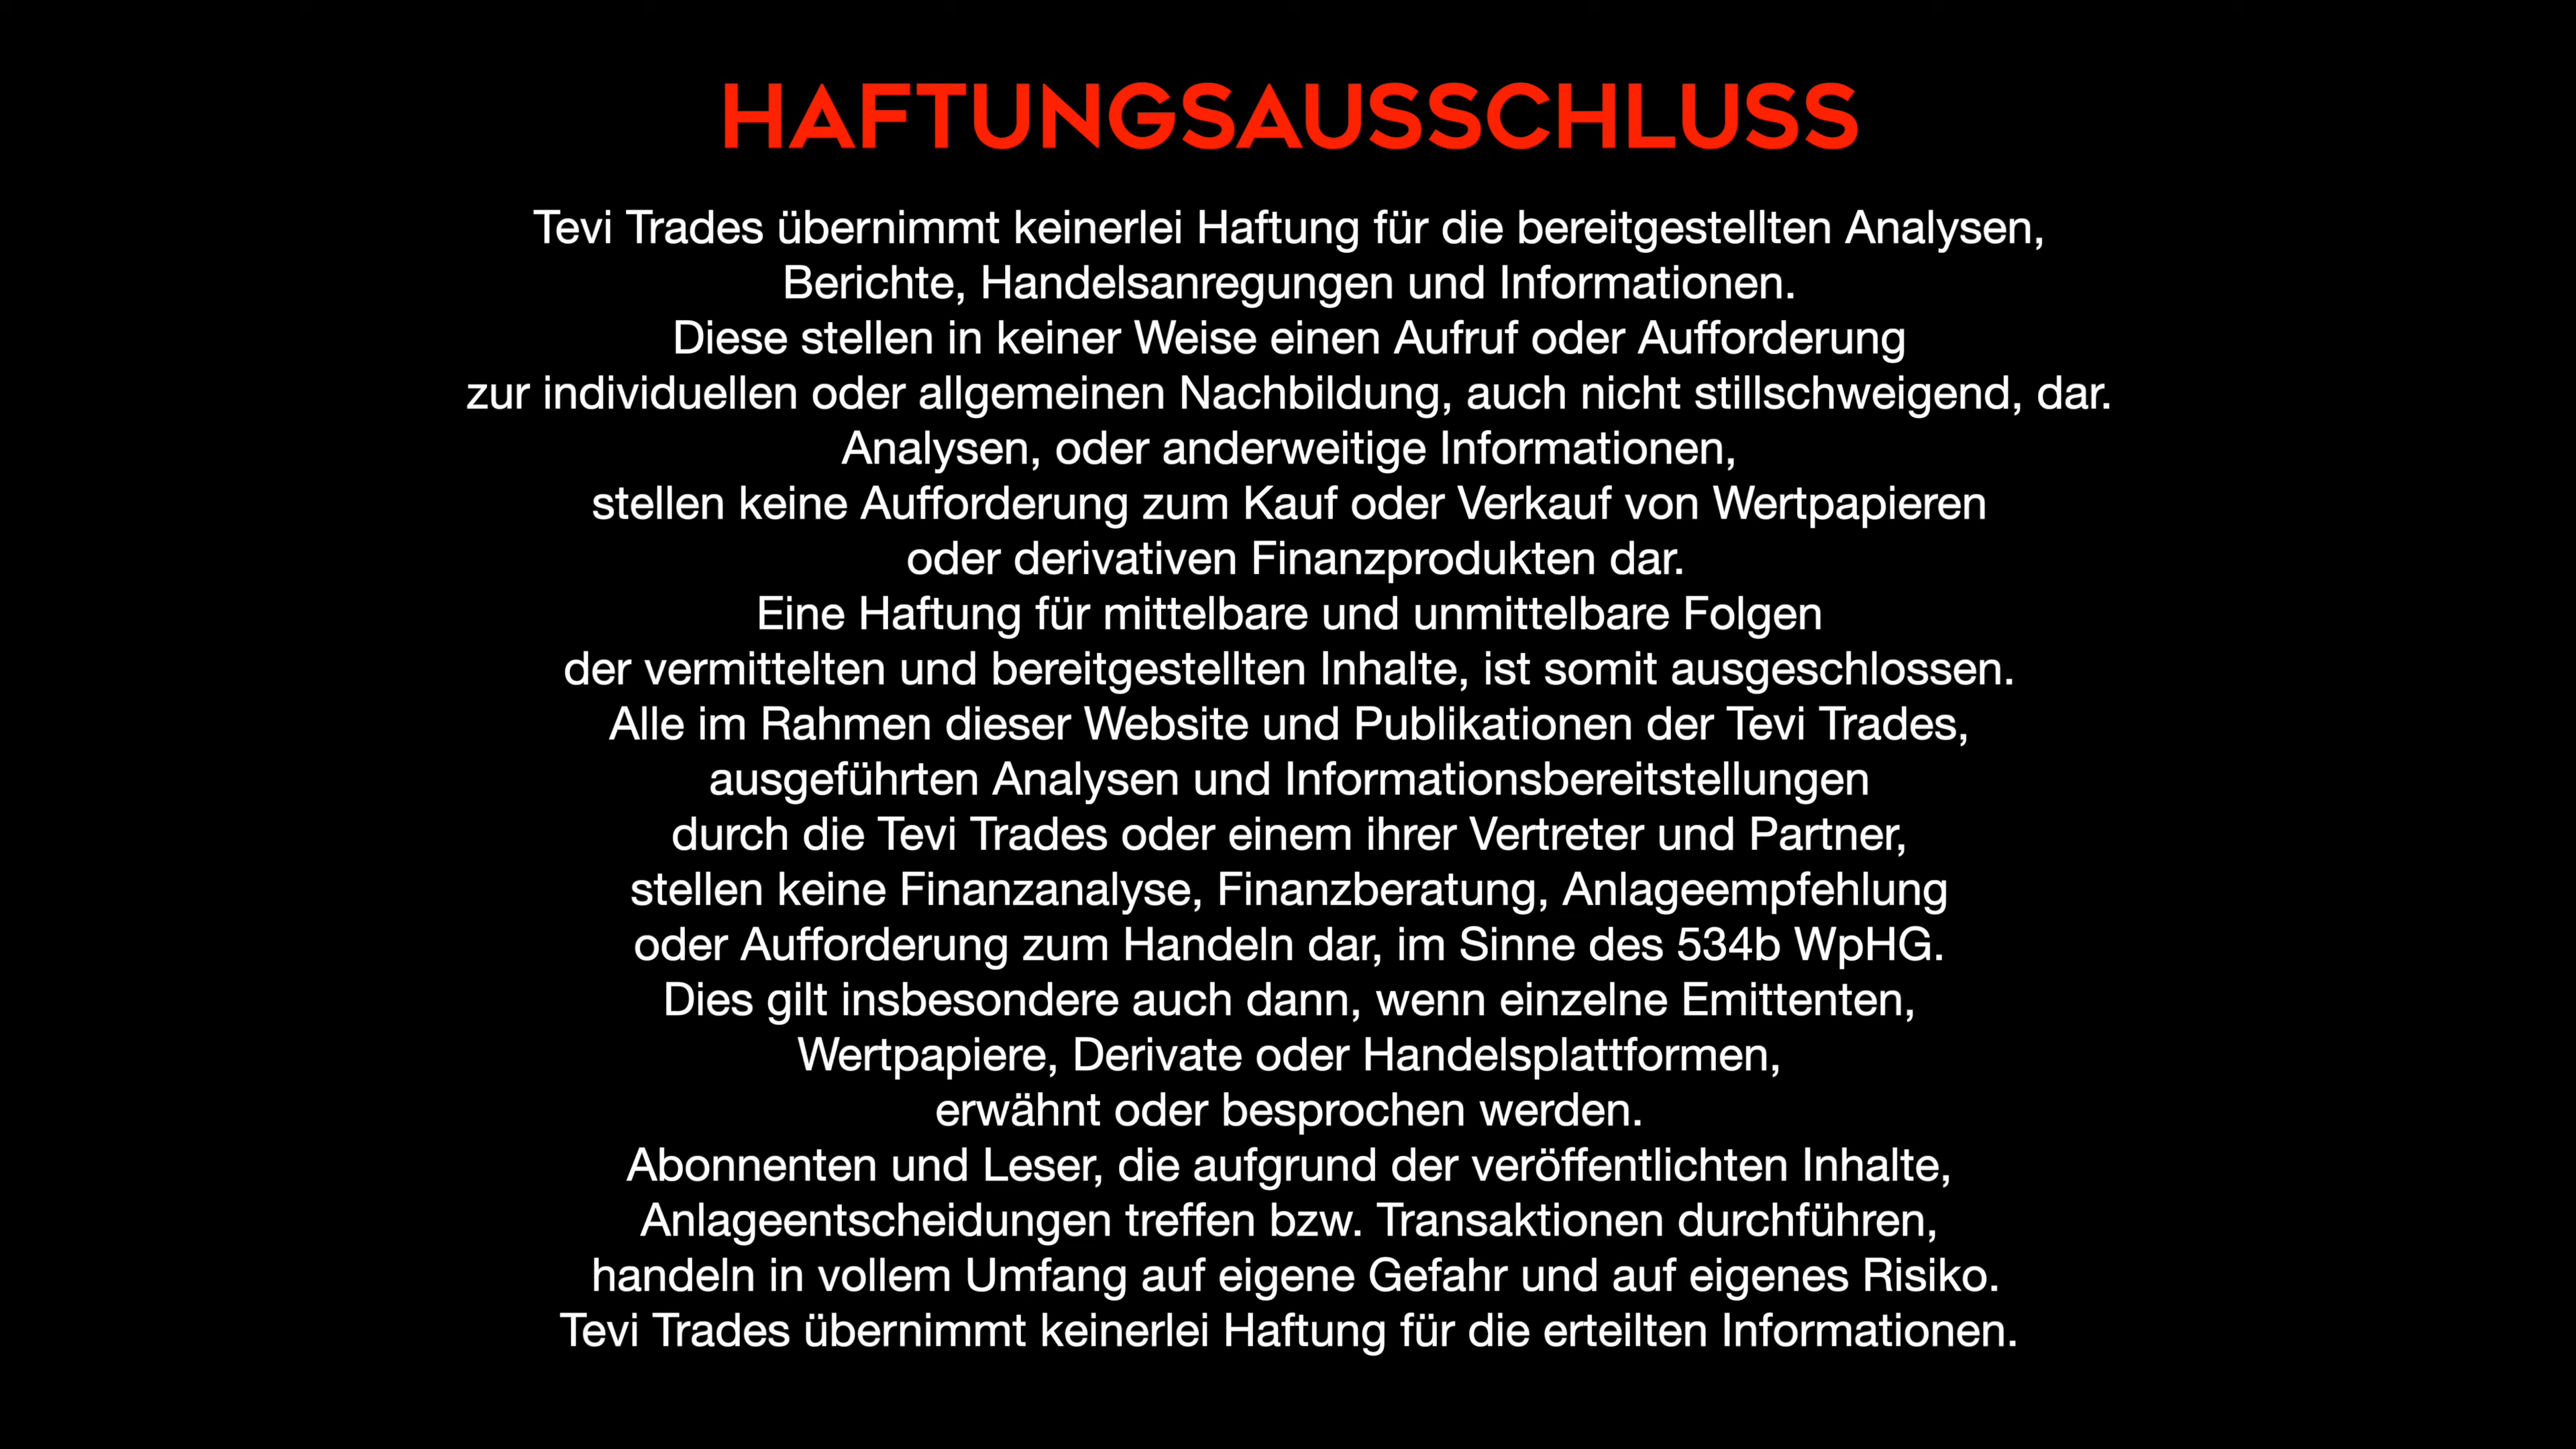 HAFTUNGSAUSSCHLUSS
Tevi Trades übernimmt keinerlei Haftung für die bereitgestellten Analysen,
Berichte, Handelsanregungen und Informationen.
Diese stellen in keiner Weise einen Aufruf oder Aufforderung
zur individuellen oder allgemeinen Nachbildung, auch nicht stillschweigend, dar.
Analysen, oder anderweitige Informationen,
stellen keine Aufforderung zum Kauf oder Verkauf von Wertpapieren
oder derivativen Finanzprodukten dar.
Eine Haftung für mittelbare und unmittelbare Folgen
der vermittelten und bereitgestellten Inhalte, ist somit ausgeschlossen.
Alle im Rahmen dieser Website und Publikationen der Tevi Trades,
ausgeführten Analysen und Informationsbereitstellungen
durch die Tevi Trades oder einem ihrer Vertreter und Partner,
stellen keine Finanzanalyse, Finanzberatung, Anlageempfehlung
oder Aufforderung zum Handeln dar, im Sinne des 534b WpHG.
Dies gilt insbesondere auch dann, wenn einzelne Emittenten,
Wertpapiere, Derivate oder Handelsplattformen,
erwähnt oder besprochen werden.
Abonnenten und Leser, die aufgrund der veröffentlichten Inhalte,
Anlageentscheidungen treffen bzw. Transaktionen durchführen,
handeln in vollem Umfang auf eigene Gefahr und auf eigenes Risiko.
Tevi Trades übernimmt keinerlei Haftung für die erteilten Informationen.